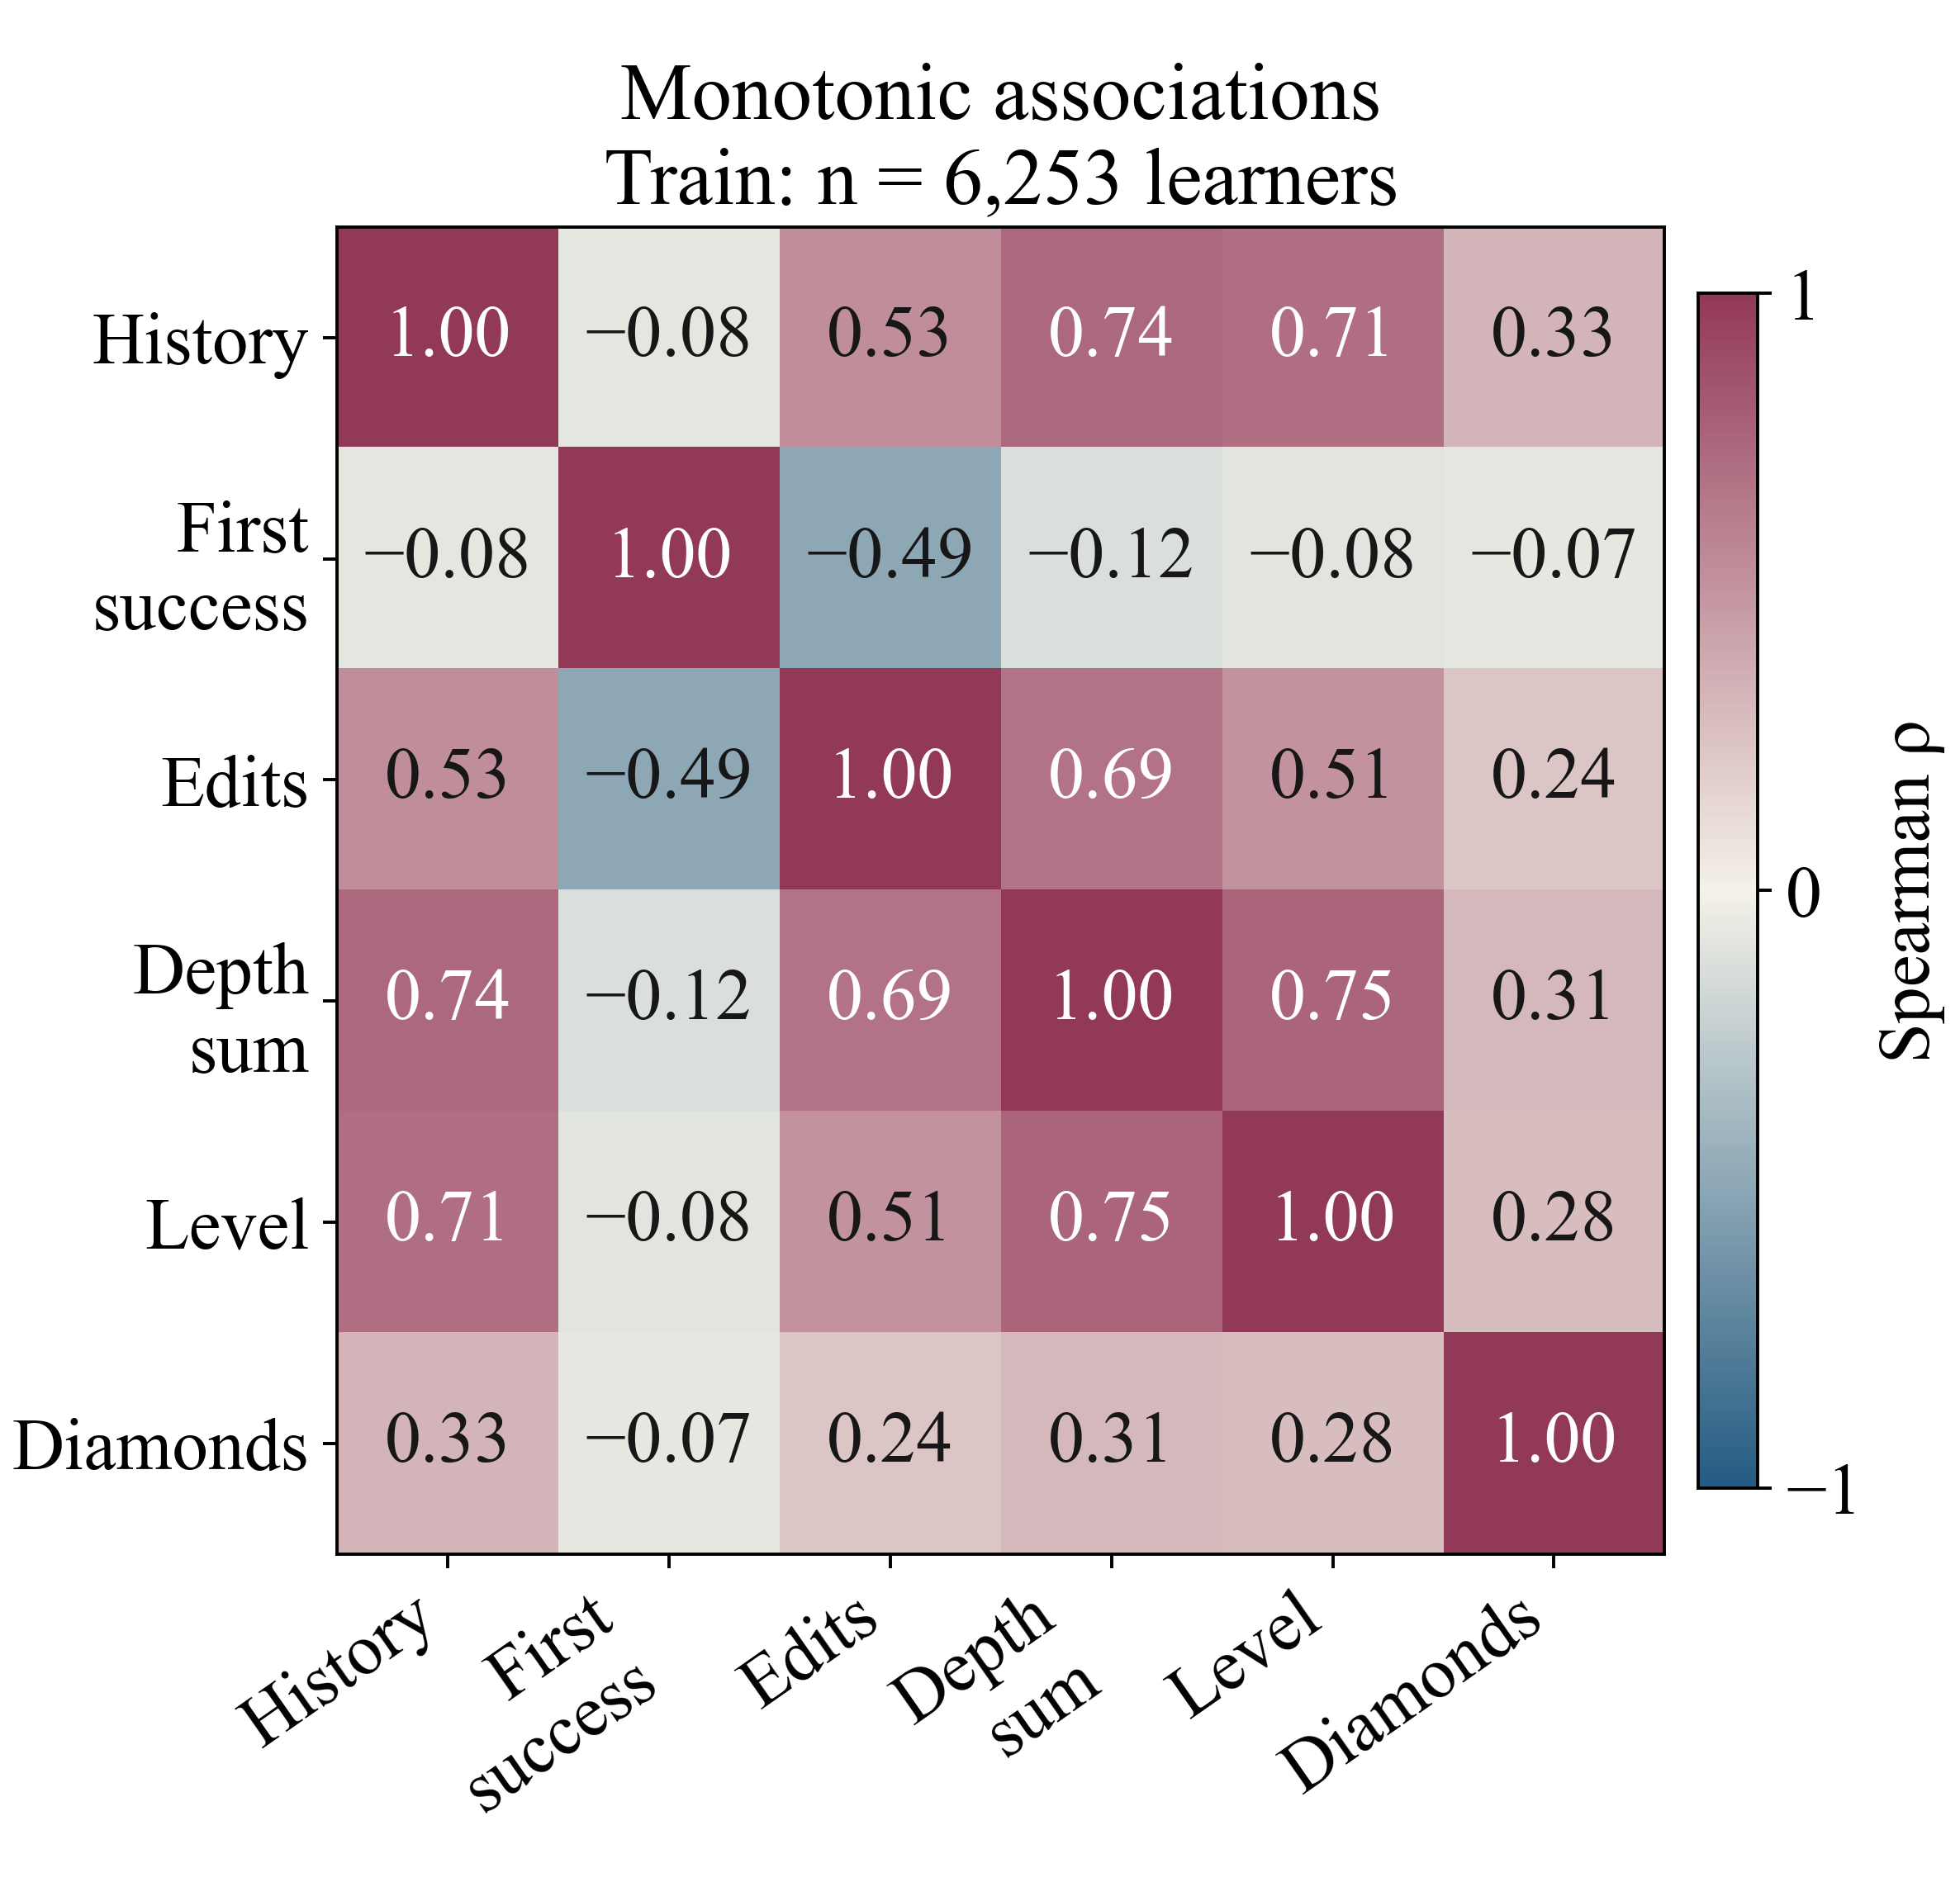 Monotonic associations
Train: n = 6,253 learners
History 1.00 −0.08 0.53 0.74 0.71 0.33
First
success
−0.08 1.00 −0.49 −0.12 −0.08 −0.07
Edits 0.53 −0.49 1.00 0.69 0.51 0.24
Depth
sum
0.74 −0.12 0.69 1.00 0.75 0.31
Level 0.71 −0.08 0.51 0.75 1.00 0.28
Diamonds 0.33 −0.07 0.24 0.31 0.28 1.00
History
First
success
Edits
Depth
sum
Level
Diamonds
1
0
−1
Spearman ρ